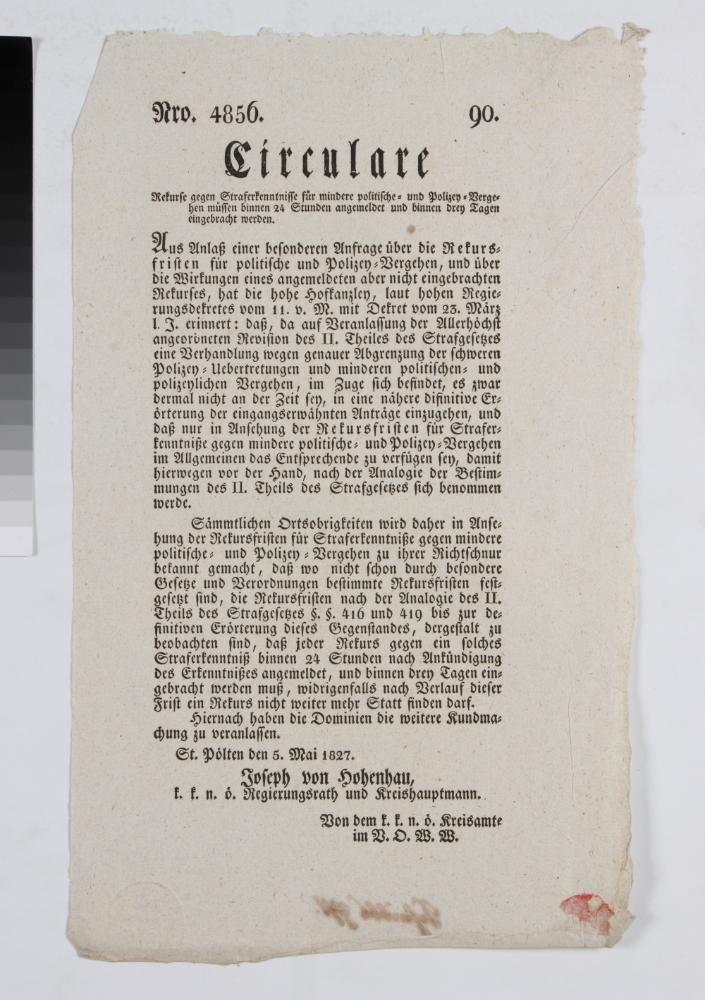 Nro. 4856. 90.
Circulare
Rekurse gegen Straferkenntnisse für mindere politische- und Polizey-Verge-
hen müssen binnen 24 Stunden angemeldet und binnen drey Tagen
eingebracht werden.
Aus Anlaß einer besonderen Anfrage über die Rekurs-
fristen für politische und Polizey-Vergehen, und über
die Wirkungen eines angemeldeten aber nicht eingebrachten
Rekurses, hat die hohe Hofkanzley, laut hohen Regie-
rungsdekretes vom 11. v. M. mit Dekret vom 23. März
l. J. erinnert: daß, da auf Veranlassung der Allerhöchst
angeordneten Revision des II. Theiles des Strafgesetzes
eine Verhandlung wegen genauer Abgrenzung der schweren
Polizey-Uebertretungen und minderen politischen- und
polizeylichen Vergehen, im Zuge sich befindet, es zwar
dermal nicht an der Zeit sey, in eine nähere difinitive Er-
örterung der eingangserwähnten Anträge einzugehen, und
daß nur in Ansehung der Rekursfristen für Strafer-
kenntniße gegen mindere politische- und Polizey-Vergehen
im Allgemeinen das Entsprechende zu verfügen sey, damit
hierwegen vor der Hand, nach der Analogie der Bestim-
mungen des II. Theils des Strafgesetzes sich benommen
werde.
Sämmtlichen Ortsobrigkeiten wird daher in Anse-
hung der Rekursfristen für Straferkenntniße gegen mindere
politische- und Polizey-Vergehen zu ihrer Richtschnur
bekannt gemacht, daß wo nicht schon durch besondere
Gesetze und Verordnungen bestimmte Rekursfristen fest-
gesetzt sind, die Rekursfristen nach der Analogie des II.
Theils des Strafgesetzes §. §. 416 und 419 bis zur de-
finitiven Erörterung dieses Gegenstandes, dergestalt zu
beobachten sind, daß jeder Rekurs gegen ein solches
Straferkenntniß binnen 24 Stunden nach Ankündigung
des Erkenntnißes angemeldet, und binnen drey Tagen ein-
gebracht werden muß, widrigenfalls nach Verlauf dieser
Frist ein Rekurs nicht weiter mehr Statt finden darf.
Hiernach haben die Dominien die weitere Kundma-
chung zu veranlassen.
St. Pölten den 5. Mai 1827.
Joseph von Hohenhau,
k. k. n. ö. Regierungsrath und Kreishauptmann.
Von dem k. k. n. ö. Kreisamte
im V. O. W. W.